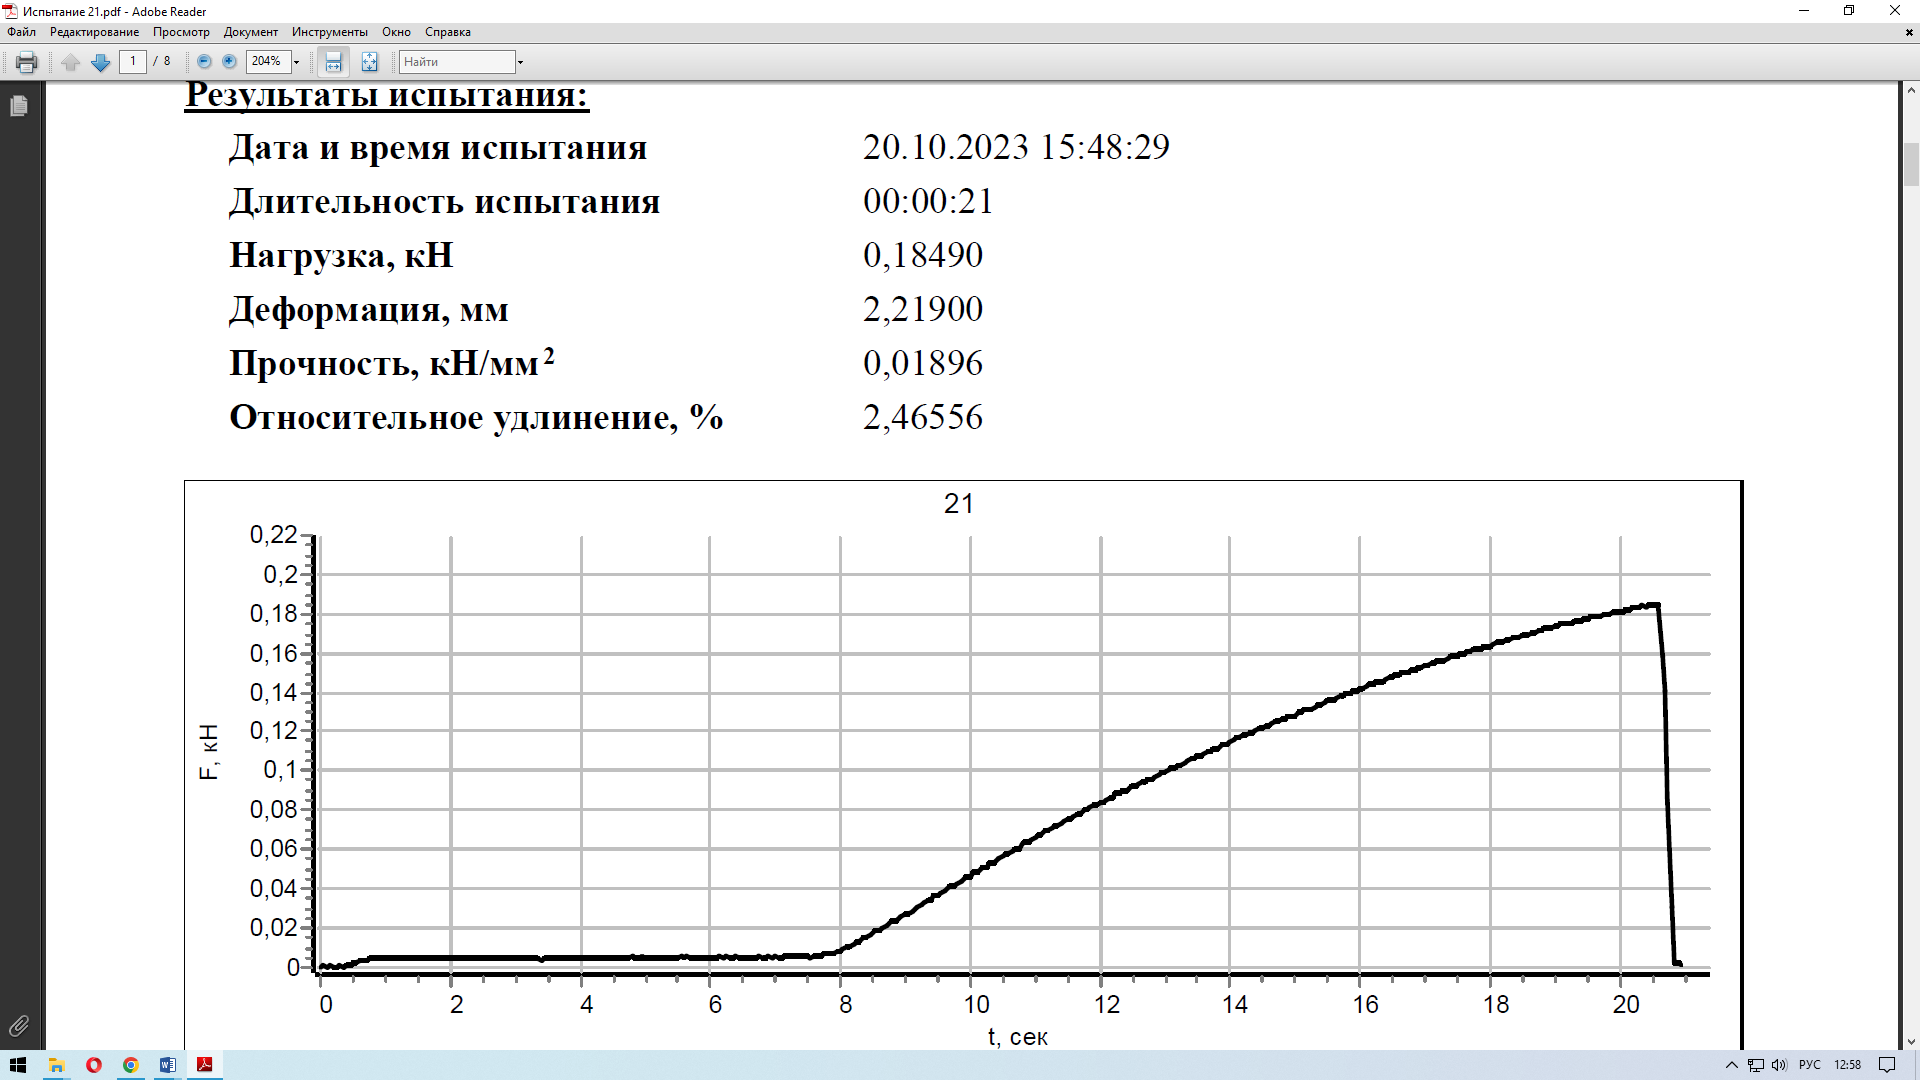 Испытание 21.pdf - Adobe Reader
Файл Редактирование Просмотр Документ Инструменты Окно Справка
1 / 8 204% Найти
Результаты испытания:
Дата и время испытания 20.10.2023 15:48:29
Длительность испытания 00:00:21
Нагрузка, кН 0,18490
Деформация, мм 2,21900
Прочность, кН/мм² 0,01896
Относительное удлинение, % 2,46556
21
0,22
0,2
0,18
0,16
0,14
0,12
0,1
0,08
0,06
0,04
0,02
0
F, кН
0 2 4 6 8 10 12 14 16 18 20
t, сек
РУС 12:58